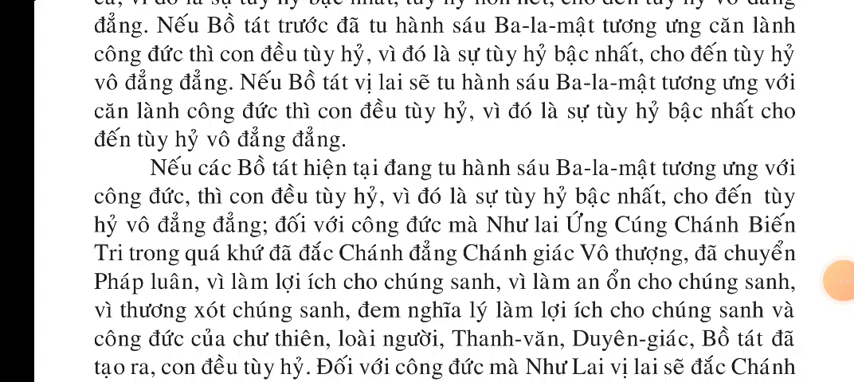 đẳng. Nếu Bồ tát trước đã tu hành sáu Ba-la-mật tương ưng căn lành
công đức thì con đều tùy hỷ, vì đó là sự tùy hỷ bậc nhất, cho đến tùy hỷ
vô đẳng đẳng. Nếu Bồ tát vị lai sẽ tu hành sáu Ba-la-mật tương ưng với
căn lành công đức thì con đều tùy hỷ, vì đó là sự tùy hỷ bậc nhất cho
đến tùy hỷ vô đẳng đẳng.
Nếu các Bồ tát hiện tại đang tu hành sáu Ba-la-mật tương ưng với
công đức, thì con đều tùy hỷ, vì đó là sự tùy hỷ bậc nhất, cho đến tùy
hỷ vô đẳng đẳng; đối với công đức mà Như lai Ứng Cúng Chánh Biến
Tri trong quá khứ đã đắc Chánh đẳng Chánh giác Vô thượng, đã chuyển
Pháp luân, vì làm lợi ích cho chúng sanh, vì làm an ổn cho chúng sanh,
vì thương xót chúng sanh, đem nghĩa lý làm lợi ích cho chúng sanh và
công đức của chư thiên, loài người, Thanh-văn, Duyên-giác, Bồ tát đã
tạo ra, con đều tùy hỷ. Đối với công đức mà Như Lai vị lai sẽ đắc Chánh